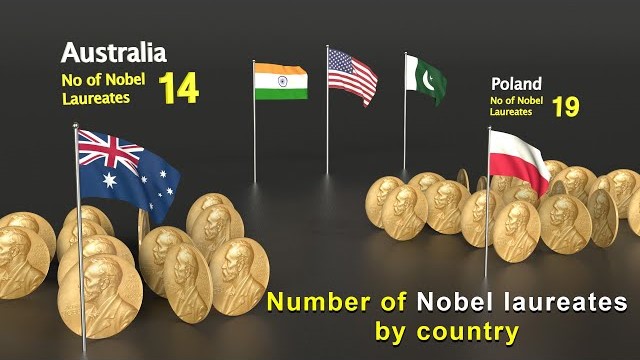 Australia
No of Nobel
Laureates 14
Poland
No of Nobel
Laureates 19
Number of Nobel laureates
by country